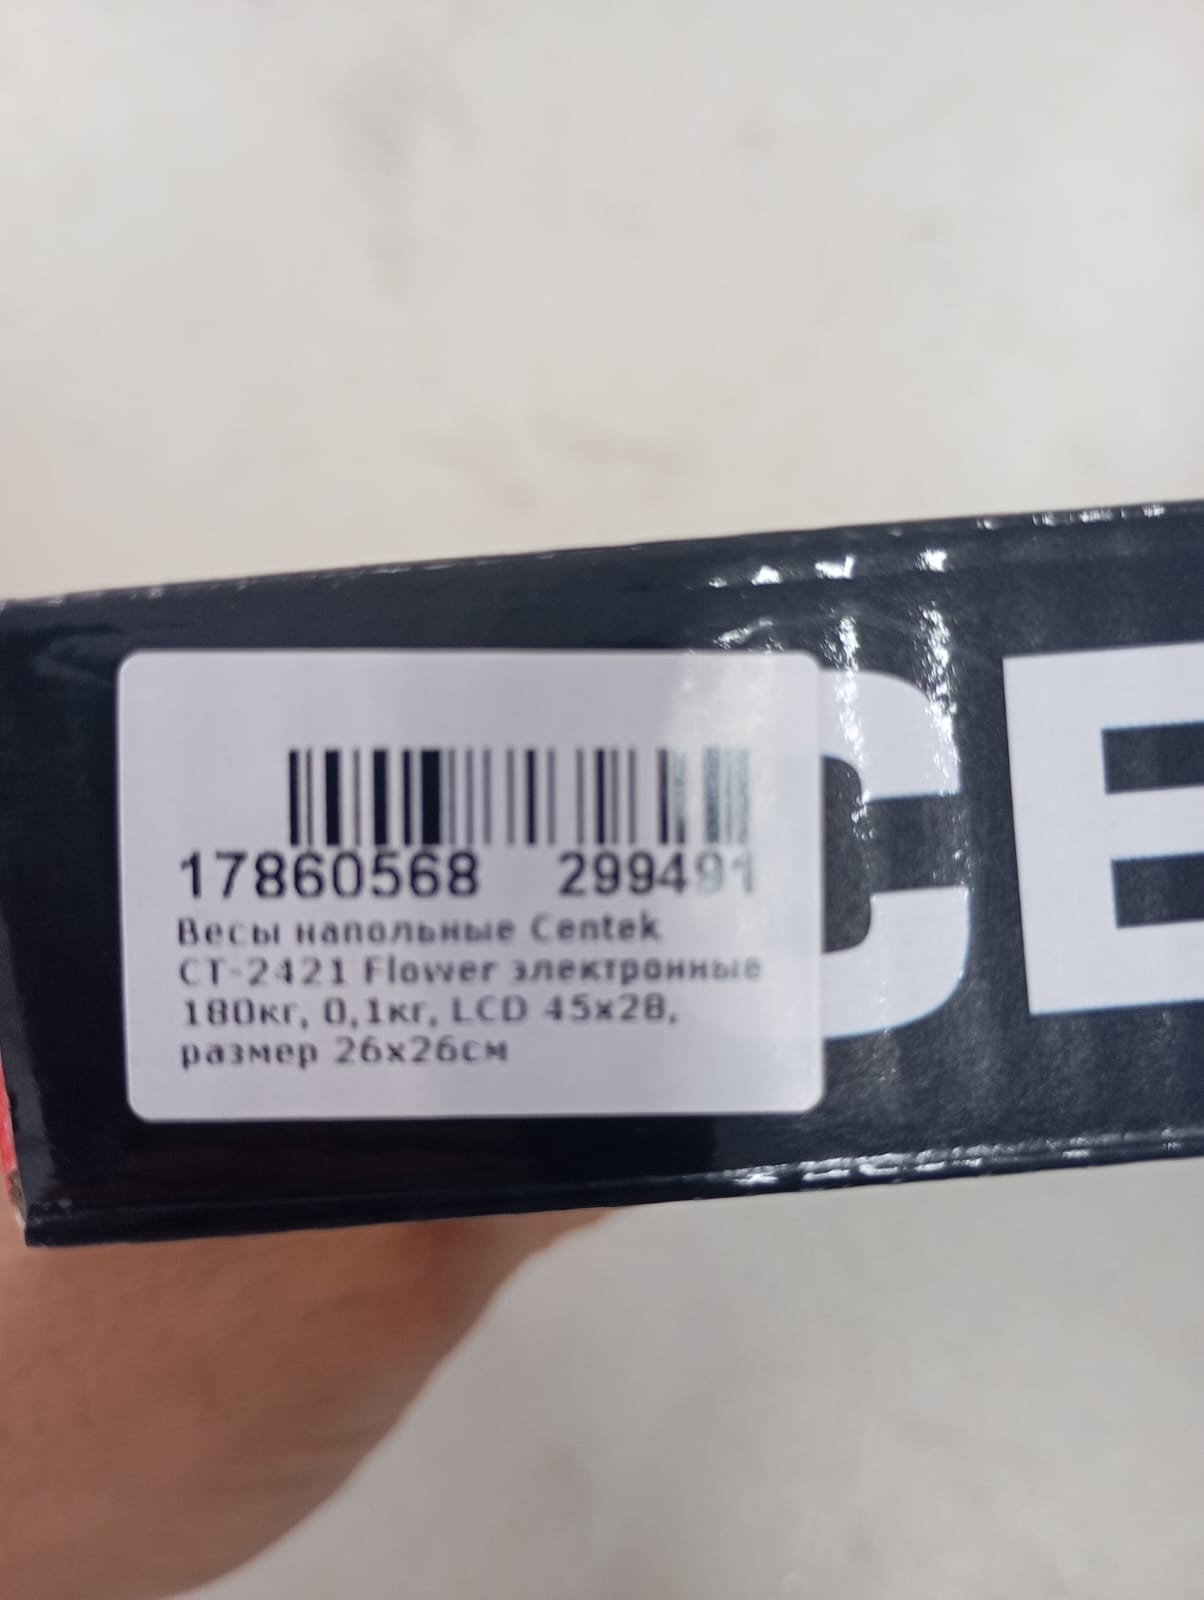 17860568 299491
Весы напольные Centek
CT-2421 Flower электронные
180кг, 0,1кг, LCD 45x28,
размер 26x26см
CE